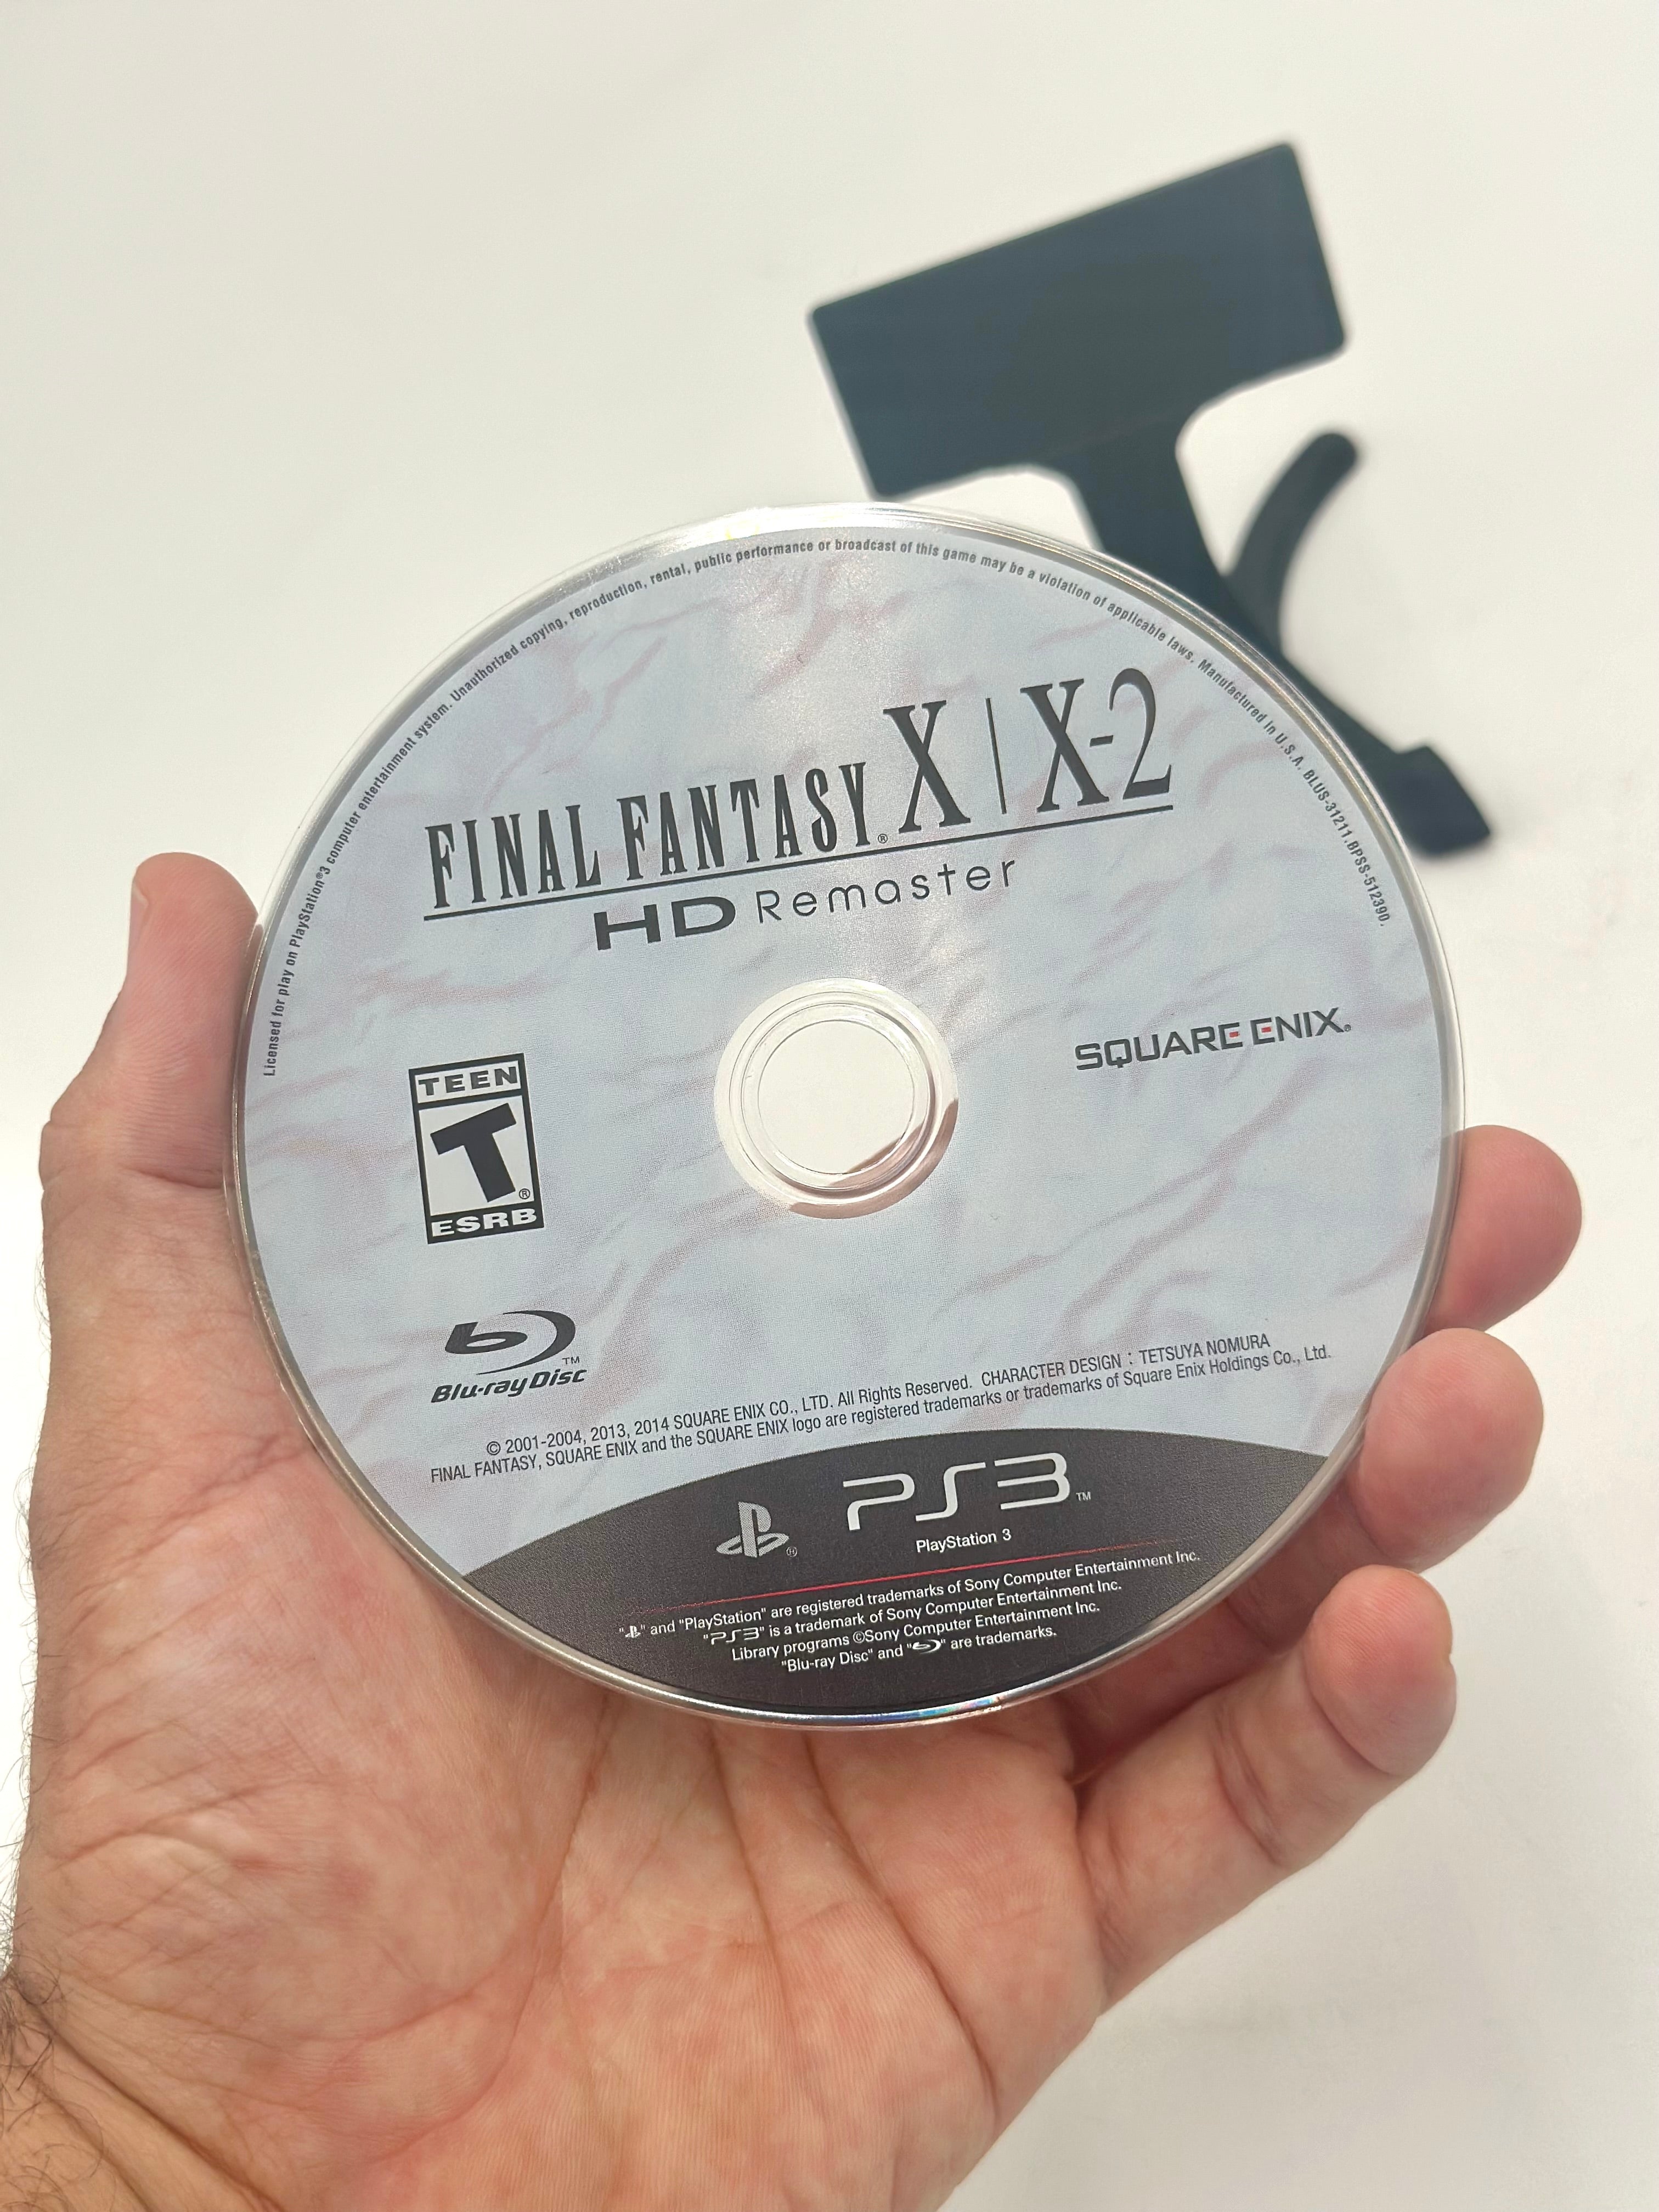 Licensed for play on PlayStation®3 computer entertainment system. Unauthorized copying, reproduction, rental, public performance or broadcast of this game may be a violation of applicable laws. Manufactured in U.S.A. BLUS-31211.BPSS-512390.
FINAL FANTASY® X | X-2
HD Remaster
SQUARE ENIX®
TEEN
T®
ESRB
Blu-ray Disc™
© 2001-2004, 2013, 2014 SQUARE ENIX CO., LTD. All Rights Reserved. CHARACTER DESIGN : TETSUYA NOMURA
FINAL FANTASY, SQUARE ENIX and the SQUARE ENIX logo are registered trademarks or trademarks of Square Enix Holdings Co., Ltd.
® PS3™
PlayStation 3
"" and "PlayStation" are registered trademarks of Sony Computer Entertainment Inc.
"PS3" is a trademark of Sony Computer Entertainment Inc.
Library programs ©Sony Computer Entertainment Inc.
"Blu-ray Disc" and "" are trademarks.